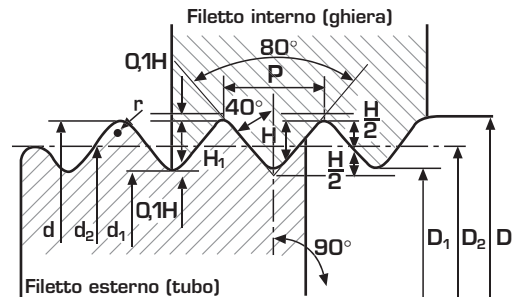 Filetto interno (ghiera)
80°
0,1H
P
r
40°
H
H/2
H₁
H/2
d
d₂
d₁
0,1H
D₁
D₂
D
90°
Filetto esterno (tubo)